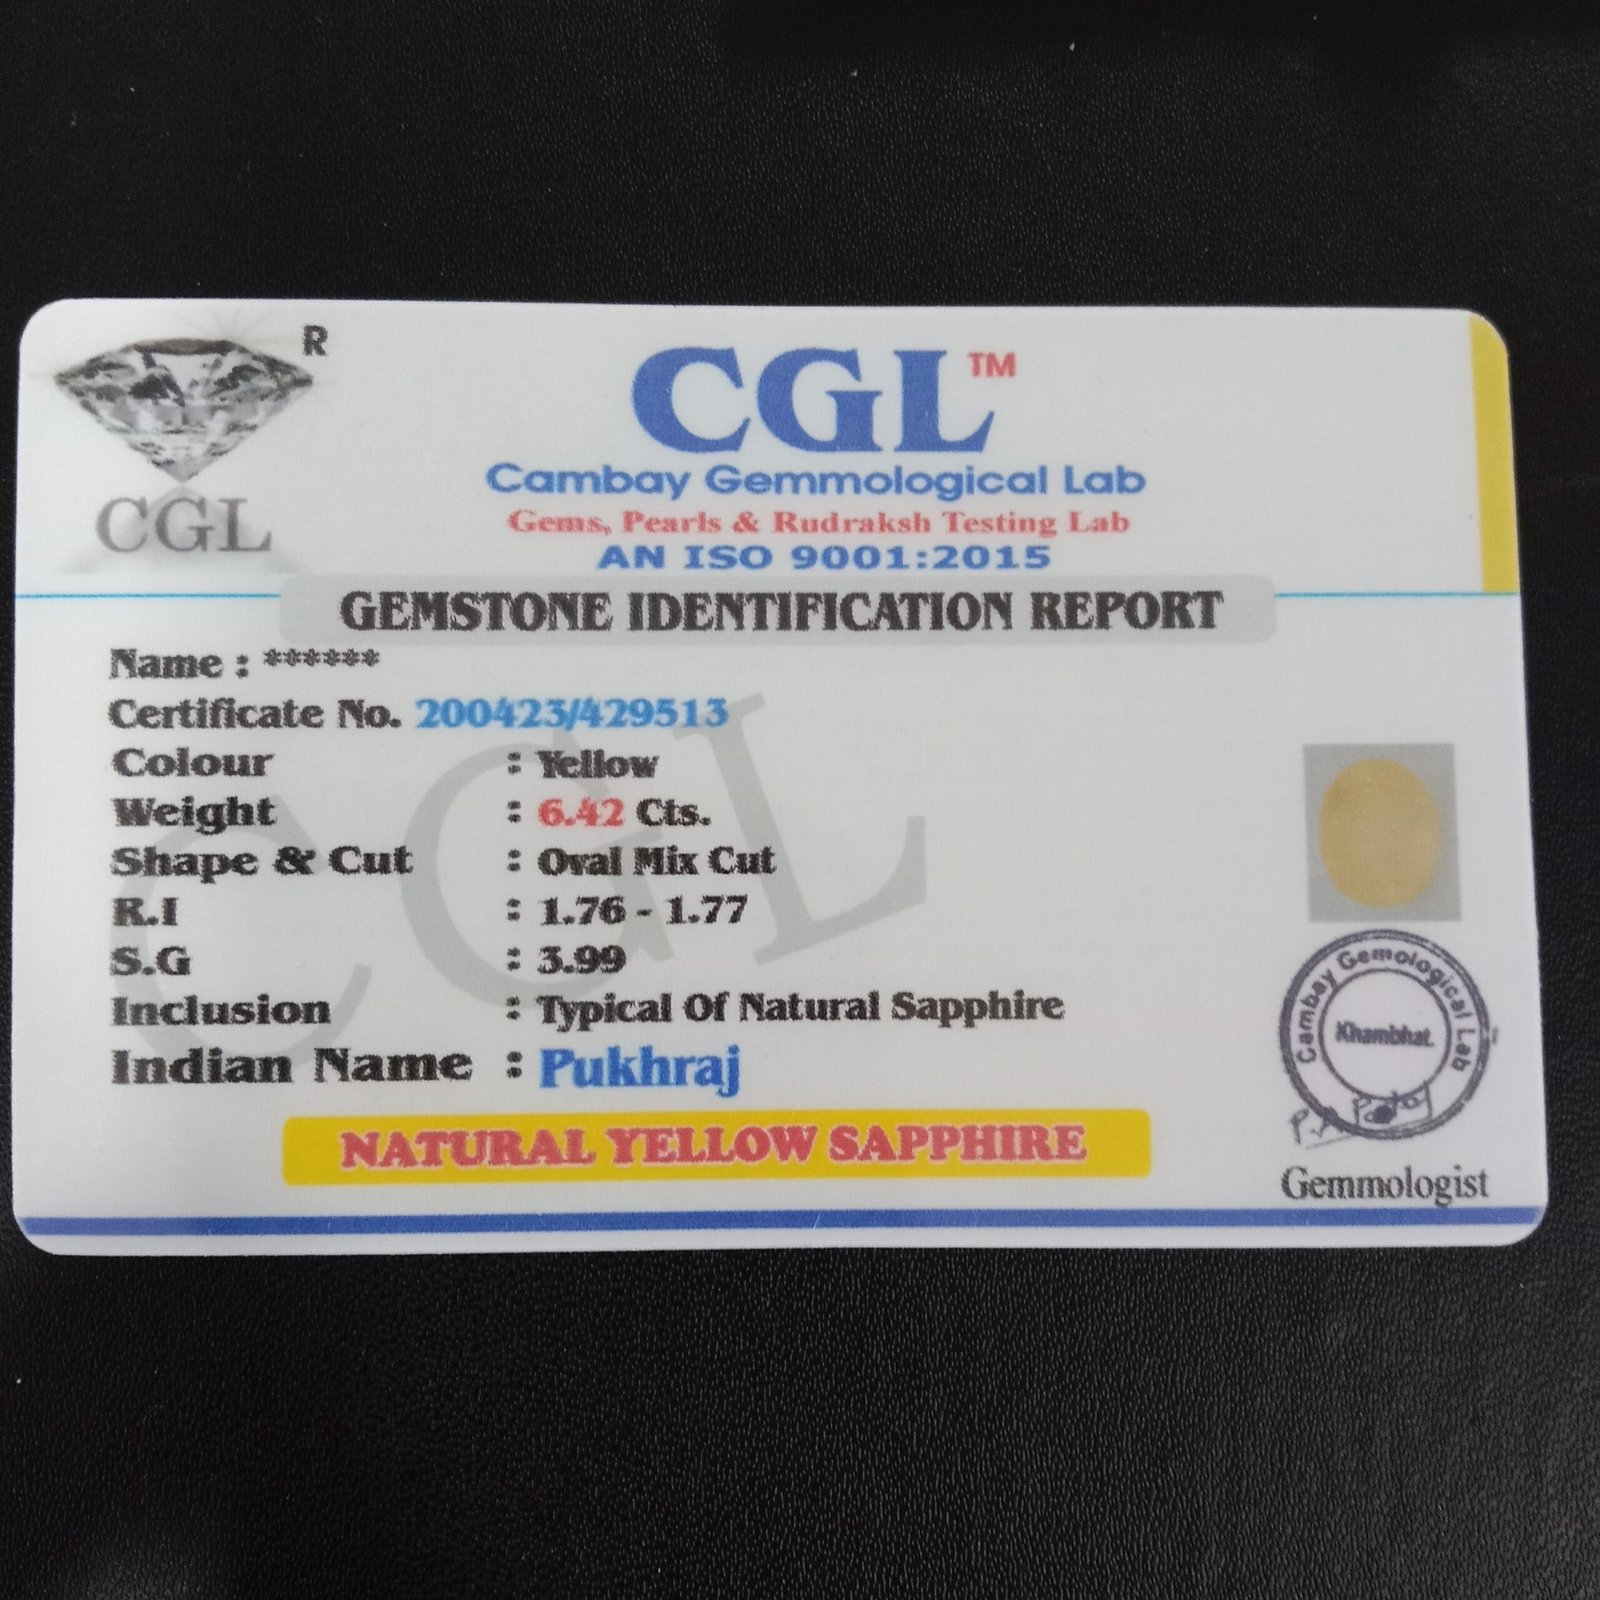 R
CGL
CGL™
Cambay Gemmological Lab
Gems, Pearls & Rudraksh Testing Lab
AN ISO 9001:2015
GEMSTONE IDENTIFICATION REPORT
Name : ******
Certificate No. 200423/429513
Colour : Yellow
Weight : 6.42 Cts.
Shape & Cut : Oval Mix Cut
R.I : 1.76 - 1.77
S.G : 3.99
Inclusion : Typical Of Natural Sapphire
Indian Name : Pukhraj
NATURAL YELLOW SAPPHIRE
CGL
Cambay Gemological Lab
Khambhat.
Gemmologist